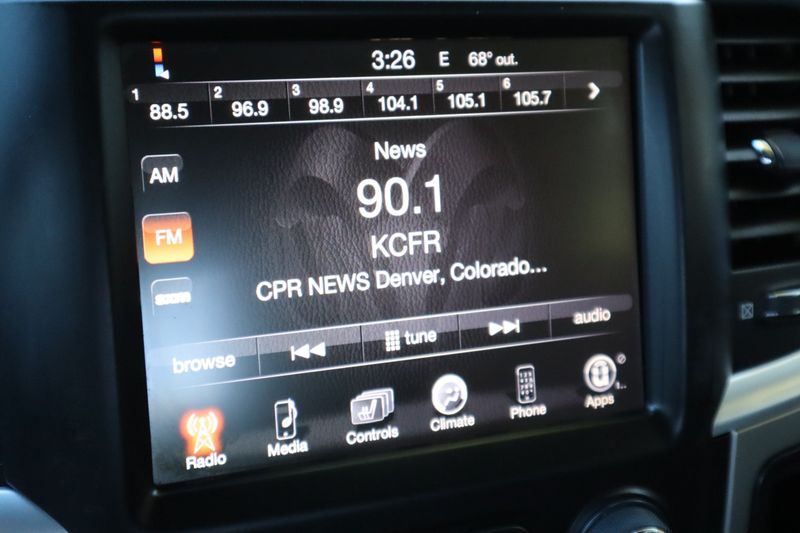 3:26 E 68° out.
1 88.5 2 96.9 3 98.9 4 104.1 5 105.1 6 105.7
News
AM
90.1
FM
KCFR
CPR NEWS Denver, Colorado...
sxm
browse tune audio
Radio Media Controls Climate Phone Apps